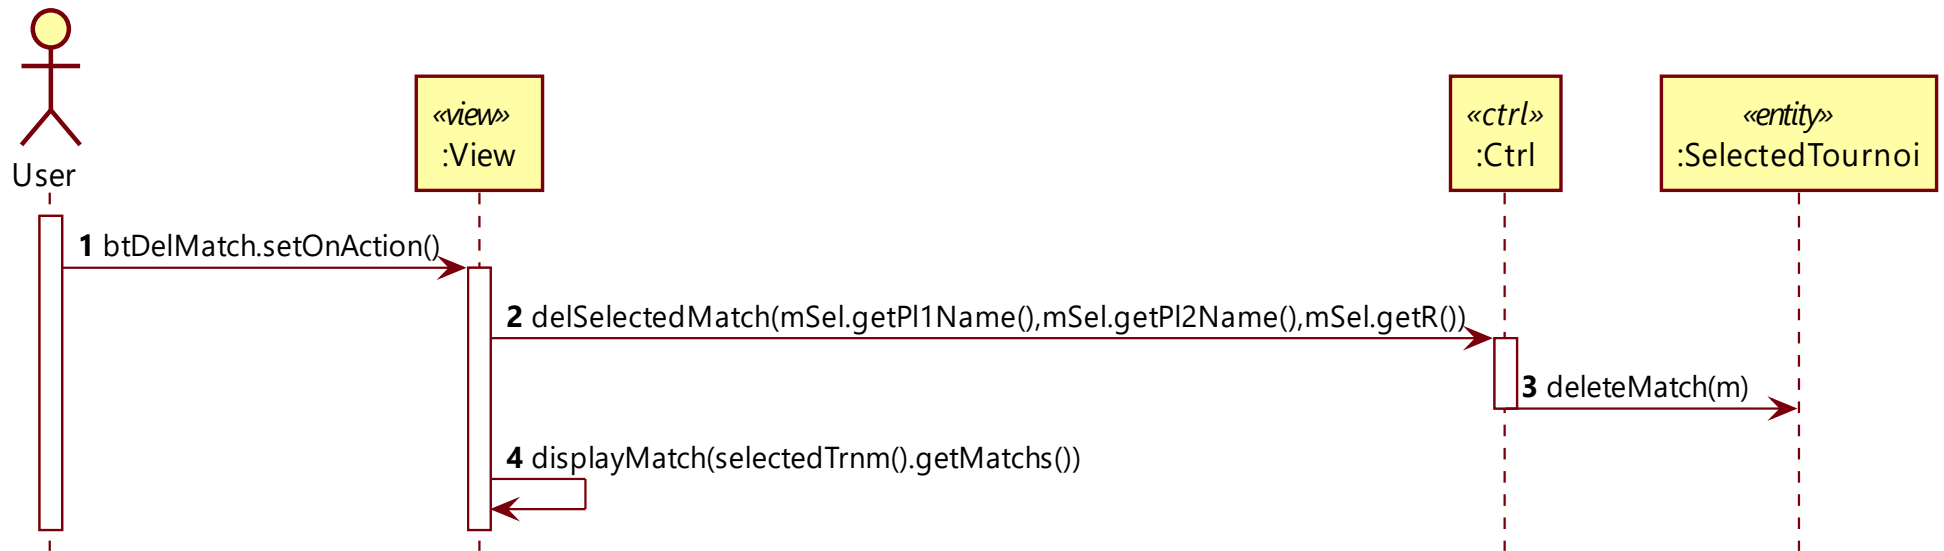 User
«view»
:View
«ctrl»
:Ctrl
«entity»
:SelectedTournoi
1 btDelMatch.setOnAction()
2 delSelectedMatch(mSel.getPl1Name(),mSel.getPl2Name(),mSel.getR())
3 deleteMatch(m)
4 displayMatch(selectedTrnm().getMatchs())